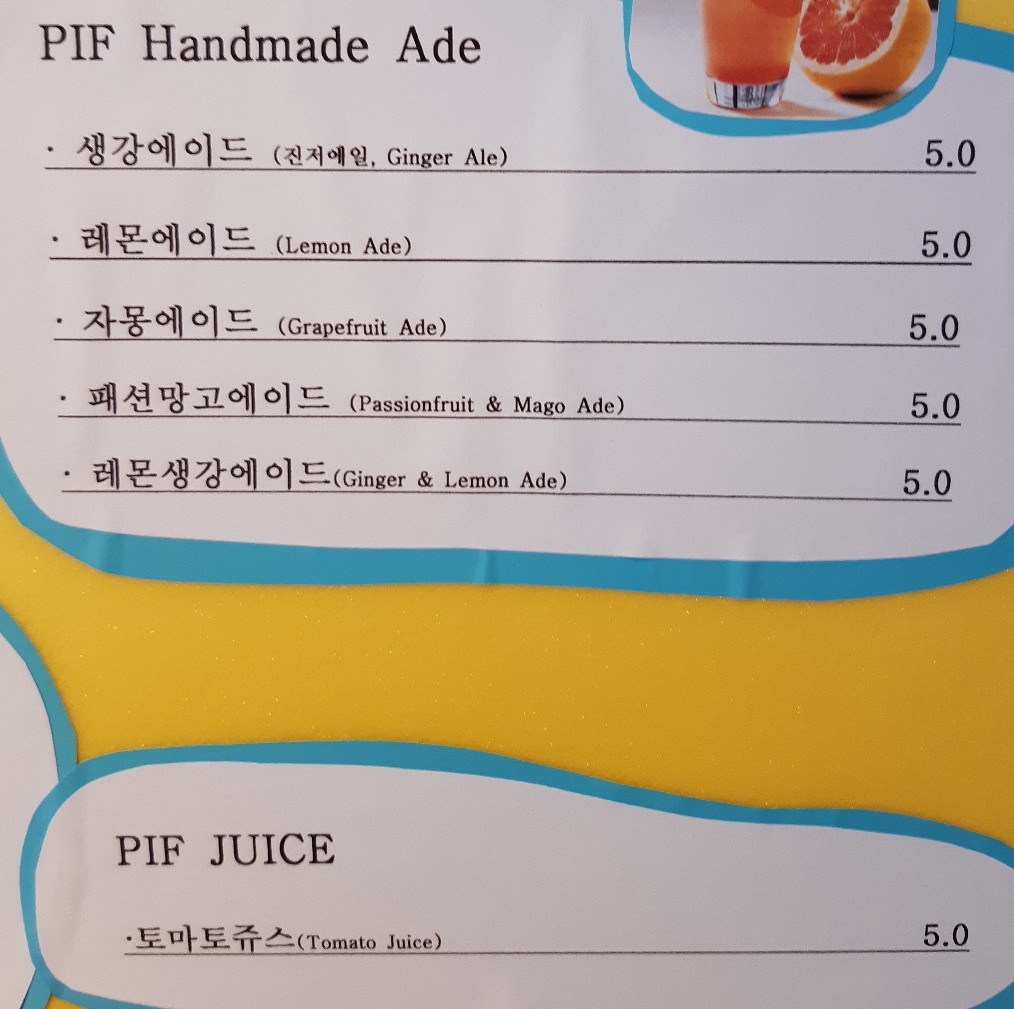 PIF Handmade Ade
· 생강에이드 (진저에일, Ginger Ale) 5.0
· 레몬에이드 (Lemon Ade) 5.0
· 자몽에이드 (Grapefruit Ade) 5.0
· 패션망고에이드 (Passionfruit & Mago Ade) 5.0
· 레몬생강에이드(Ginger & Lemon Ade) 5.0
PIF JUICE
·토마토쥬스(Tomato Juice) 5.0